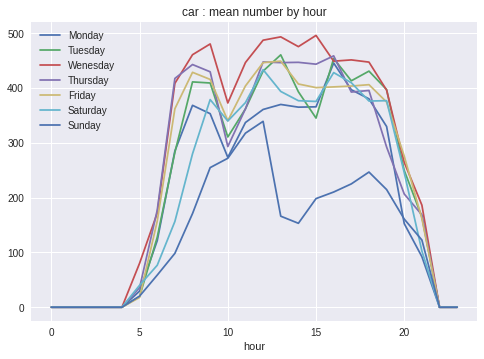 car : mean number by hour
500
400
300
200
100
0
Monday
Tuesday
Wenesday
Thursday
Friday
Saturday
Sunday
0 5 10 15 20
hour